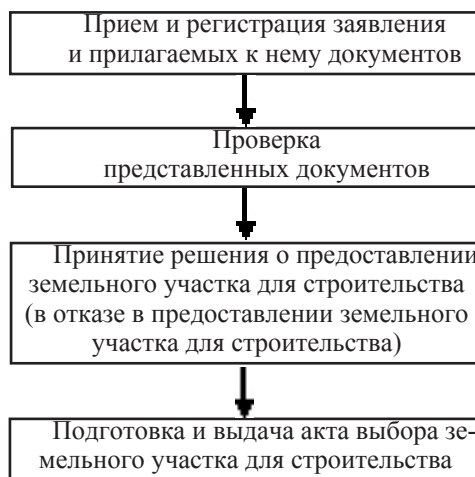 Прием и регистрация заявления
и прилагаемых к нему документов
Проверка
представленных документов
Принятие решения о предоставлении
земельного участка для строительства
(в отказе в предоставлении земельного
участка для строительства)
Подготовка и выдача акта выбора зе-
мельного участка для строительства